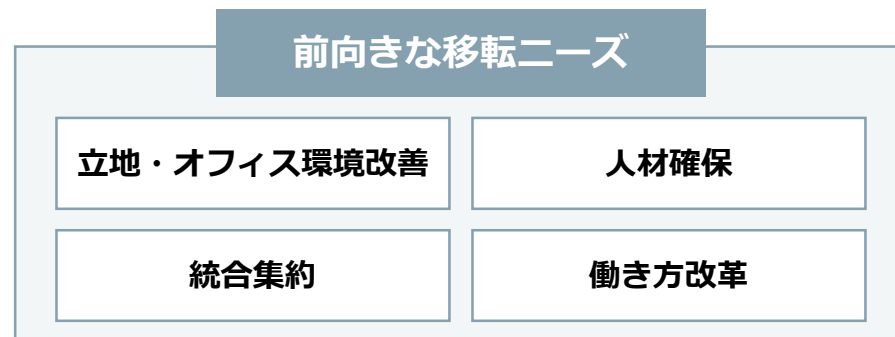 前向きな移転ニーズ
立地・オフィス環境改善
人材確保
統合集約
働き方改革